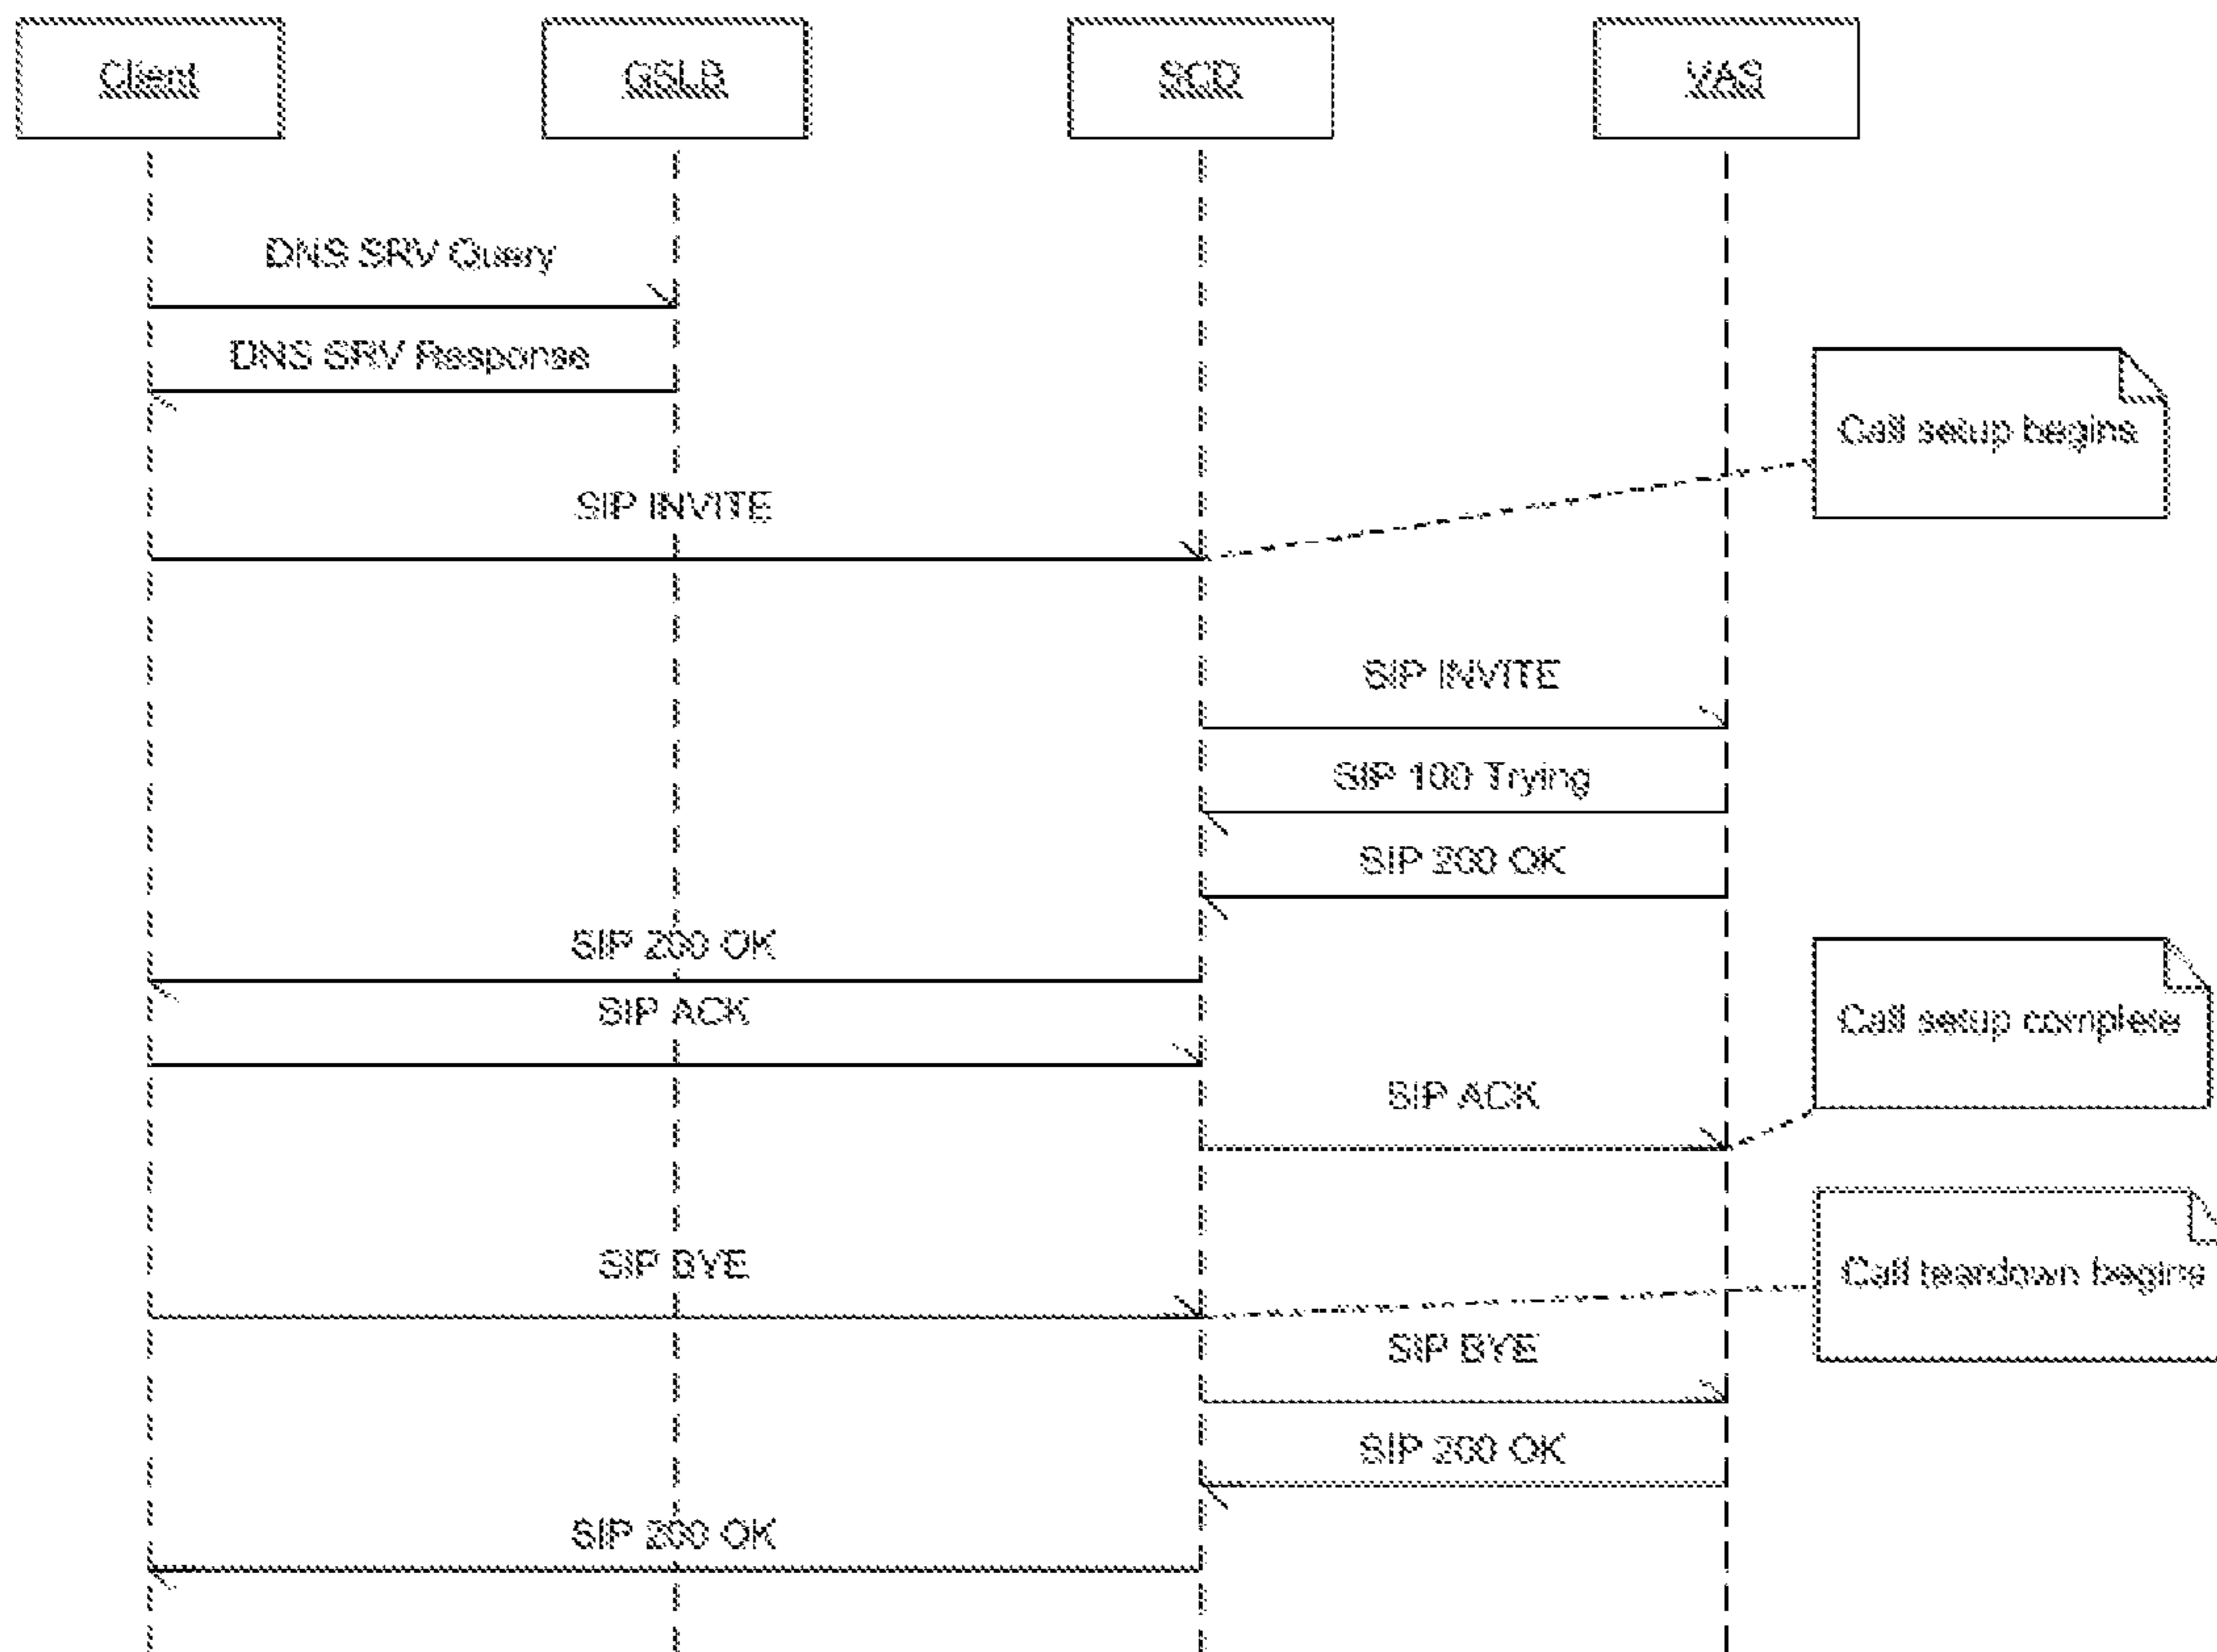 Client
GSLB
SCD
VAS
DNS SRV Query
DNS SRV Response
Call setup begins
SIP INVITE
SIP INVITE
SIP 100 Trying
SIP 200 OK
SIP 200 OK
SIP ACK
Call setup complete
SIP ACK
SIP BYE
Call teardown begins
SIP BYE
SIP 200 OK
SIP 200 OK